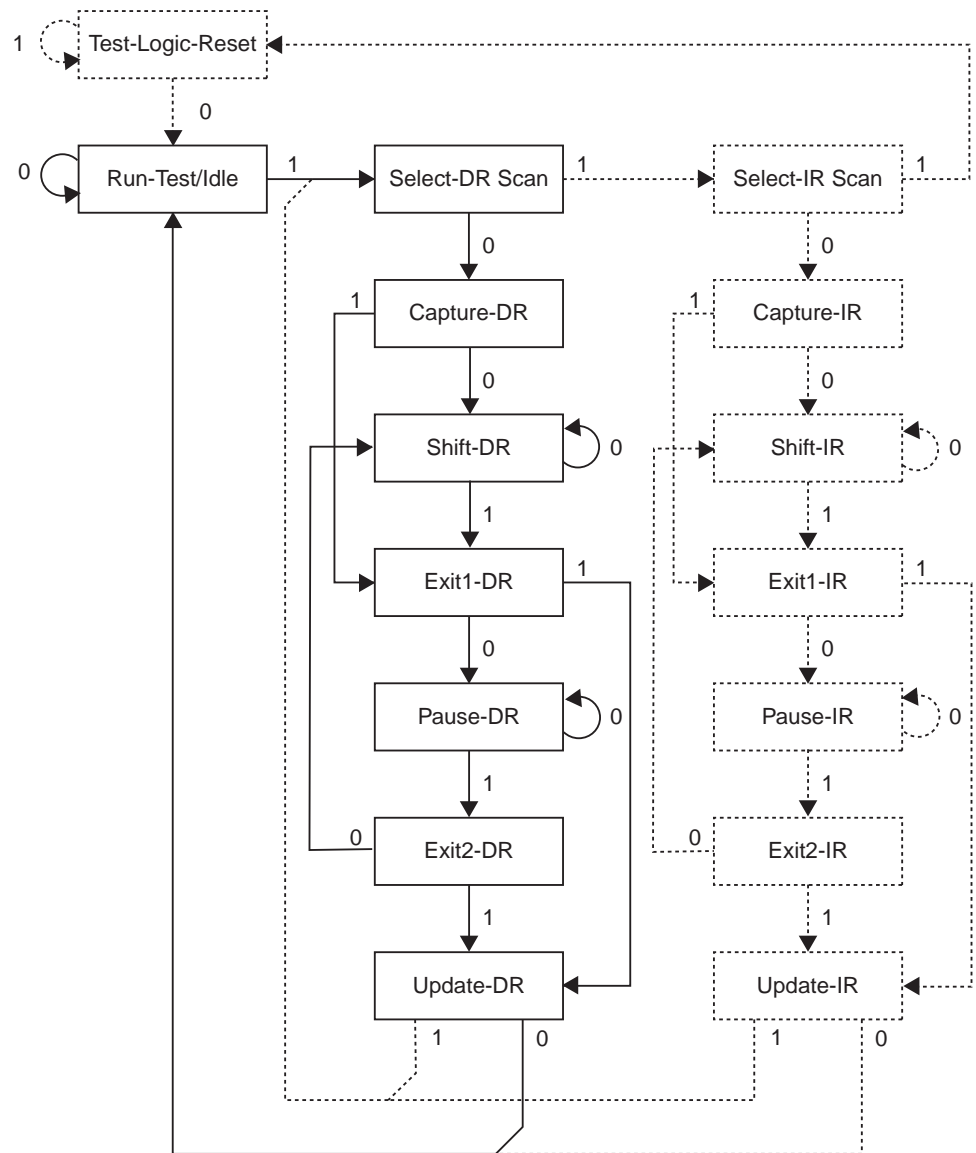 1
Test-Logic-Reset
0
0
Run-Test/Idle
1
Select-DR Scan
1
Select-IR Scan
1
0
0
1
Capture-DR
1
Capture-IR
0
0
Shift-DR
0
Shift-IR
0
1
1
Exit1-DR
1
Exit1-IR
1
0
0
Pause-DR
0
Pause-IR
0
1
1
0
Exit2-DR
0
Exit2-IR
1
1
Update-DR
Update-IR
1
0
1
0